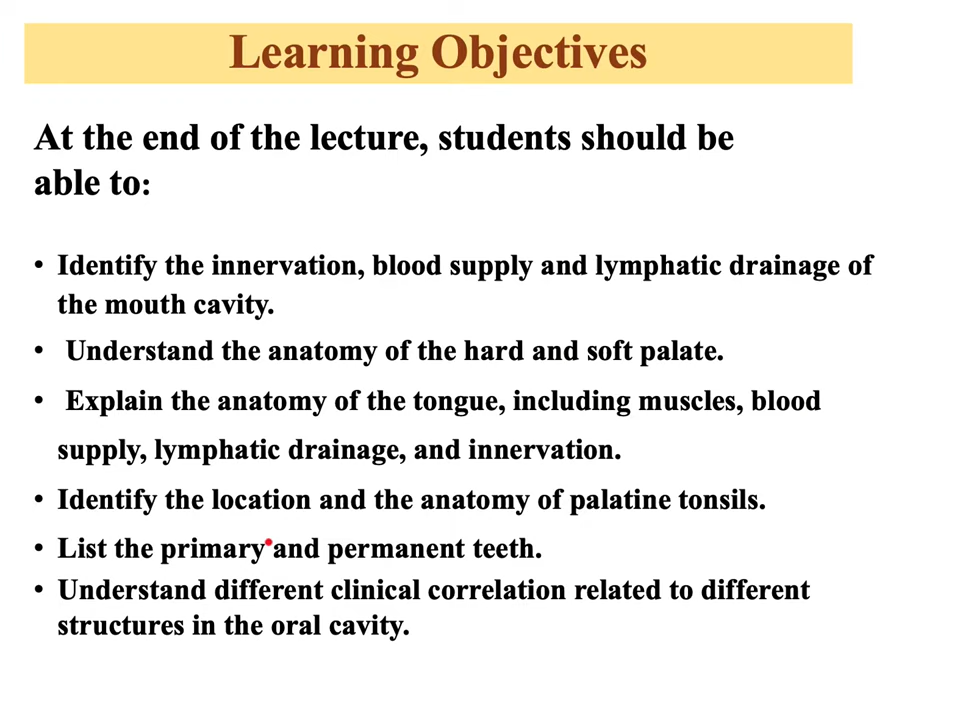 Learning Objectives
At the end of the lecture, students should be
able to:
• Identify the innervation, blood supply and lymphatic drainage of
the mouth cavity.
• Understand the anatomy of the hard and soft palate.
• Explain the anatomy of the tongue, including muscles, blood
supply, lymphatic drainage, and innervation.
• Identify the location and the anatomy of palatine tonsils.
• List the primary and permanent teeth.
• Understand different clinical correlation related to different
structures in the oral cavity.